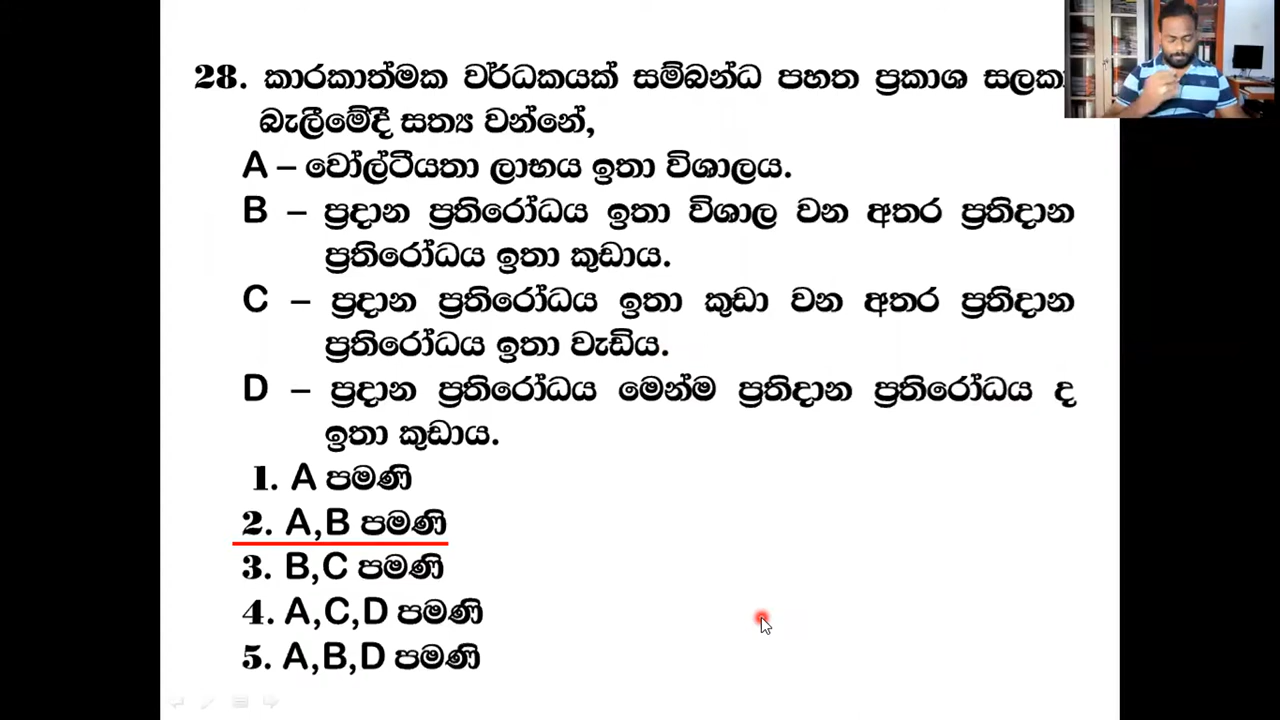 28. කාරකාත්මක වර්ධකයක් සම්බන්ධ පහත ප්‍රකාශ
බැලීමේදී සත්‍ය වන්නේ,
A – වෝල්ටීයතා ලාභය ඉතා විශාලය.
B – ප්‍රදාන ප්‍රතිරෝධය ඉතා විශාල වන අතර ප්‍රතිදාන
ප්‍රතිරෝධය ඉතා කුඩාය.
C – ප්‍රදාන ප්‍රතිරෝධය ඉතා කුඩා වන අතර ප්‍රතිදාන
ප්‍රතිරෝධය ඉතා වැඩිය.
D – ප්‍රදාන ප්‍රතිරෝධය මෙන්ම ප්‍රතිදාන ප්‍රතිරෝධය ද
ඉතා කුඩාය.
1. A පමණි
2. A,B පමණි
3. B,C පමණි
4. A,C,D පමණි
5. A,B,D පමණි